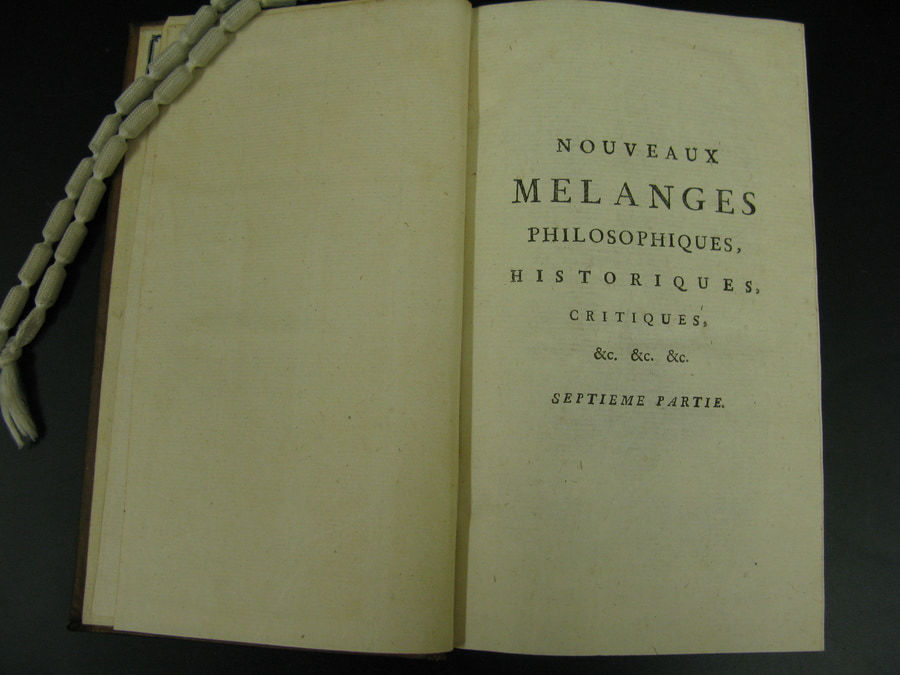 NOUVEAUX
MELANGES
PHILOSOPHIQUES,
HISTORIQUES,
CRITIQUES,
&c. &c. &c.
SEPTIEME PARTIE.